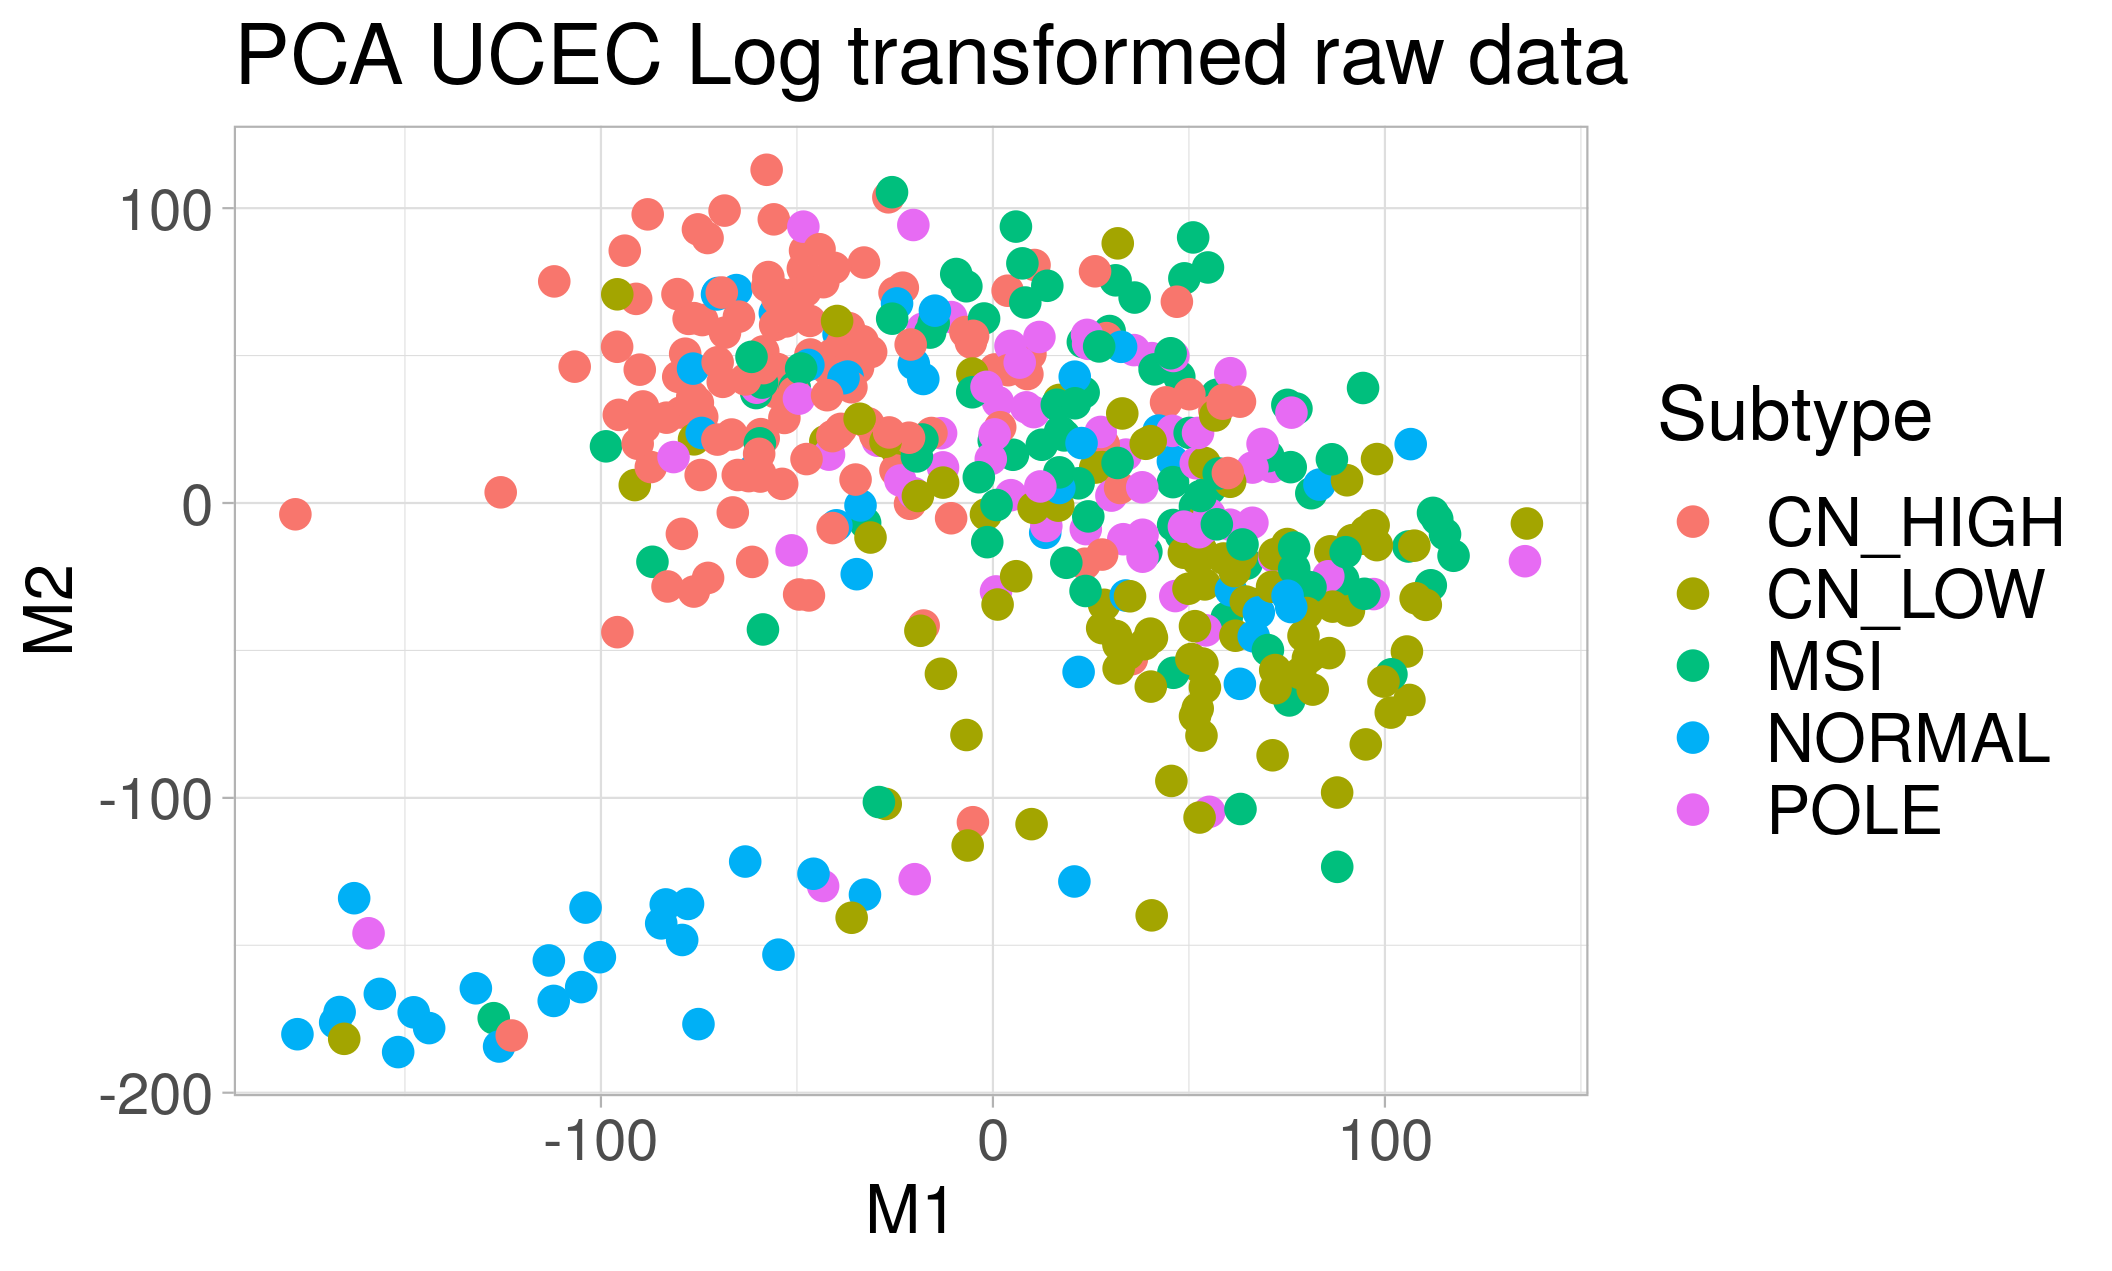 PCA UCEC Log transformed raw data
100
0
-100
-200
M2
-100
0
100
M1
Subtype
CN_HIGH
CN_LOW
MSI
NORMAL
POLE